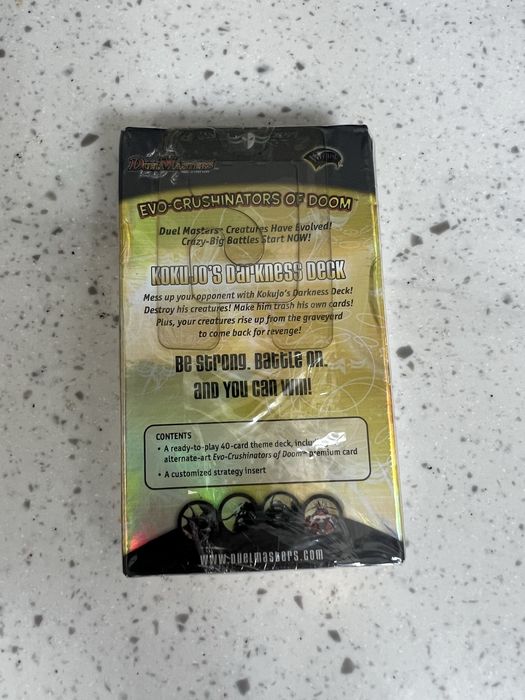 DUEL MASTERS
EVO-CRUSHINATORS OF DOOM™
Duel Masters™ Creatures Have Evolved!
Crazy-Big Battles Start NOW!
Kokujo's Darkness Deck
Mess up your opponent with Kokujo's Darkness Deck!
Destroy his creatures! Make him trash his own cards!
Plus, your creatures rise up from the graveyard
to come back for revenge!
Be Strong. Battle On.
And You Can Win!
CONTENTS
• A ready-to-play 40-card theme deck,
alternate-art Evo-Crushinators of Doom™ premium card
• A customized strategy insert
www.duelmasters.com